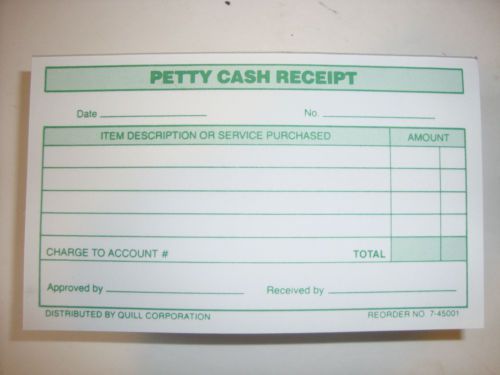 PETTY CASH RECEIPT
Date No.
ITEM DESCRIPTION OR SERVICE PURCHASED AMOUNT
CHARGE TO ACCOUNT # TOTAL
Approved by Received by
DISTRIBUTED BY QUILL CORPORATION REORDER NO. 7-45001